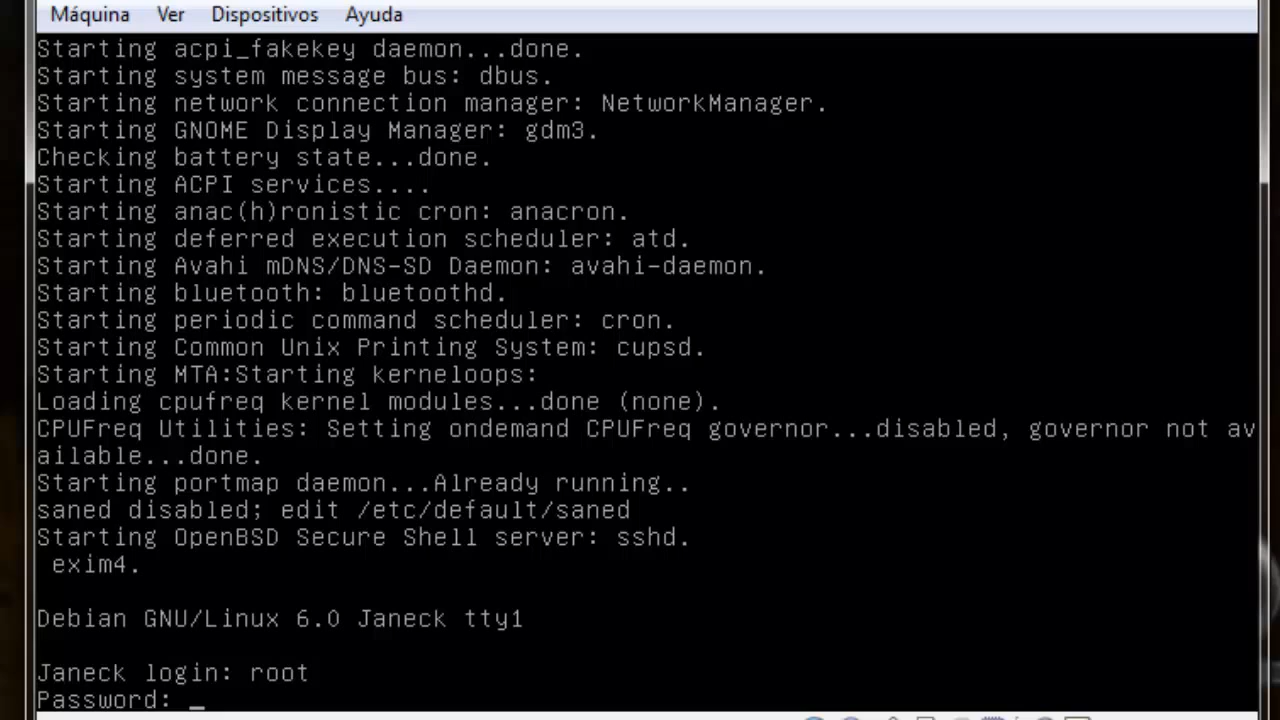 Máquina Ver Dispositivos Ayuda
Starting acpi_fakekey daemon...done.
Starting system message bus: dbus.
Starting network connection manager: NetworkManager.
Starting GNOME Display Manager: gdm3.
Checking battery state...done.
Starting ACPI services....
Starting anac(h)ronistic cron: anacron.
Starting deferred execution scheduler: atd.
Starting Avahi mDNS/DNS-SD Daemon: avahi-daemon.
Starting bluetooth: bluetoothd.
Starting periodic command scheduler: cron.
Starting Common Unix Printing System: cupsd.
Starting MTA:Starting kerneloops:
Loading cpufreq kernel modules...done (none).
CPUFreq Utilities: Setting ondemand CPUFreq governor...disabled, governor not av
ailable...done.
Starting portmap daemon...Already running..
saned disabled; edit /etc/default/saned
Starting OpenBSD Secure Shell server: sshd.
 exim4.
Debian GNU/Linux 6.0 Janeck tty1
Janeck login: root
Password: _